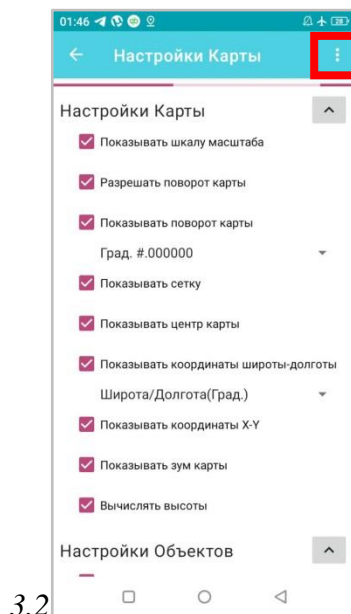 01:46
28
Настройки Карты
Настройки Карты
Показывать шкалу масштаба
Разрешать поворот карты
Показывать поворот карты
Град. #.000000
Показывать сетку
Показывать центр карты
Показывать координаты широты-долготы
Широта/Долгота(Град.)
Показывать координаты X-Y
Показывать зум карты
Вычислять высоты
Настройки Объектов
3.2